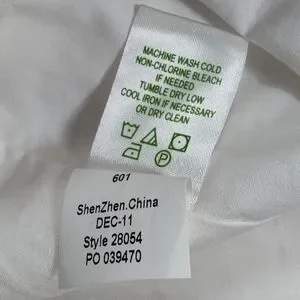 MACHINE WASH COLD
NON-CHLORINE BLEACH
IF NEEDED
TUMBLE DRY LOW
COOL IRON IF NECESSARY
OR DRY CLEAN
601
ShenZhen.China
DEC-11
Style 28054
PO 039470